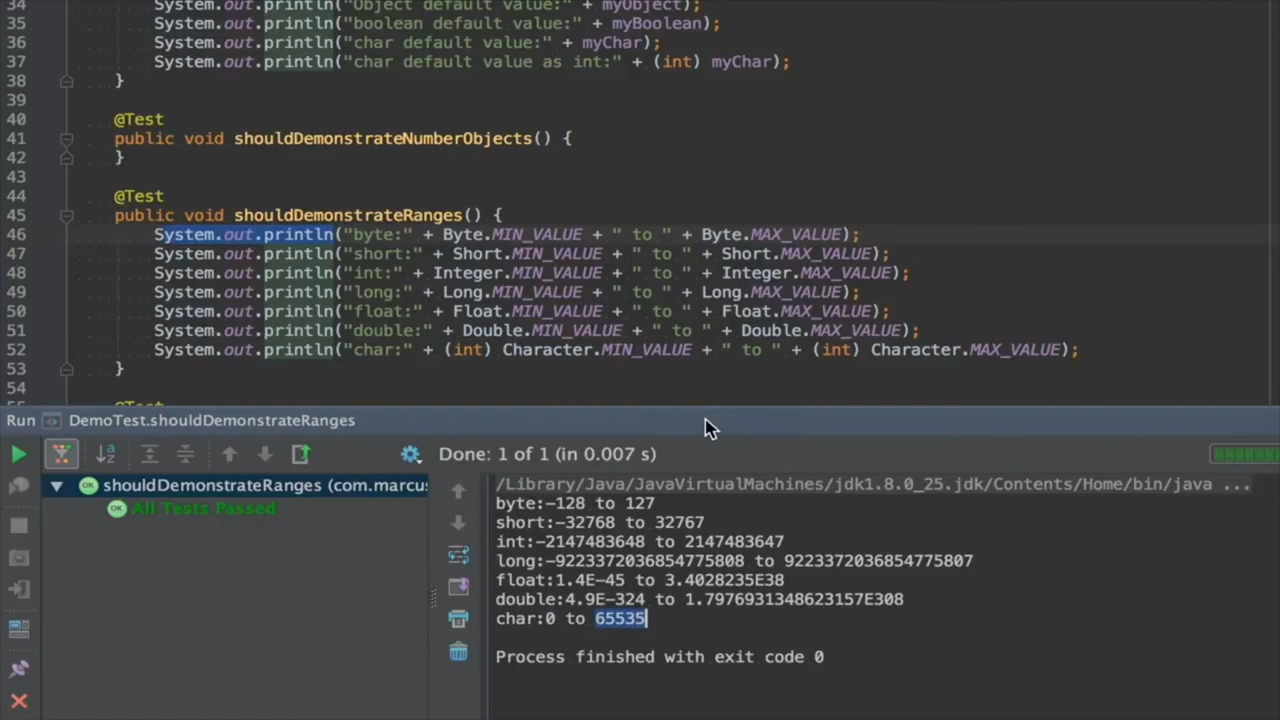 34 System.out.println("Object default value:" + myObject);
35 System.out.println("boolean default value:" + myBoolean);
36 System.out.println("char default value:" + myChar);
37 System.out.println("char default value as int:" + (int) myChar);
38 }
39
40 @Test
41 public void shouldDemonstrateNumberObjects() {
42 }
43
44 @Test
45 public void shouldDemonstrateRanges() {
46 System.out.println("byte:" + Byte.MIN_VALUE + " to " + Byte.MAX_VALUE);
47 System.out.println("short:" + Short.MIN_VALUE + " to " + Short.MAX_VALUE);
48 System.out.println("int:" + Integer.MIN_VALUE + " to " + Integer.MAX_VALUE);
49 System.out.println("long:" + Long.MIN_VALUE + " to " + Long.MAX_VALUE);
50 System.out.println("float:" + Float.MIN_VALUE + " to " + Float.MAX_VALUE);
51 System.out.println("double:" + Double.MIN_VALUE + " to " + Double.MAX_VALUE);
52 System.out.println("char:" + (int) Character.MIN_VALUE + " to " + (int) Character.MAX_VALUE);
53 }
54
55 @Test
Run DemoTest.shouldDemonstrateRanges
Done: 1 of 1 (in 0.007 s)
shouldDemonstrateRanges (com.marcus
All Tests Passed
/Library/Java/JavaVirtualMachines/jdk1.8.0_25.jdk/Contents/Home/bin/java ...
byte:-128 to 127
short:-32768 to 32767
int:-2147483648 to 2147483647
long:-9223372036854775808 to 9223372036854775807
float:1.4E-45 to 3.4028235E38
double:4.9E-324 to 1.7976931348623157E308
char:0 to 65535
Process finished with exit code 0